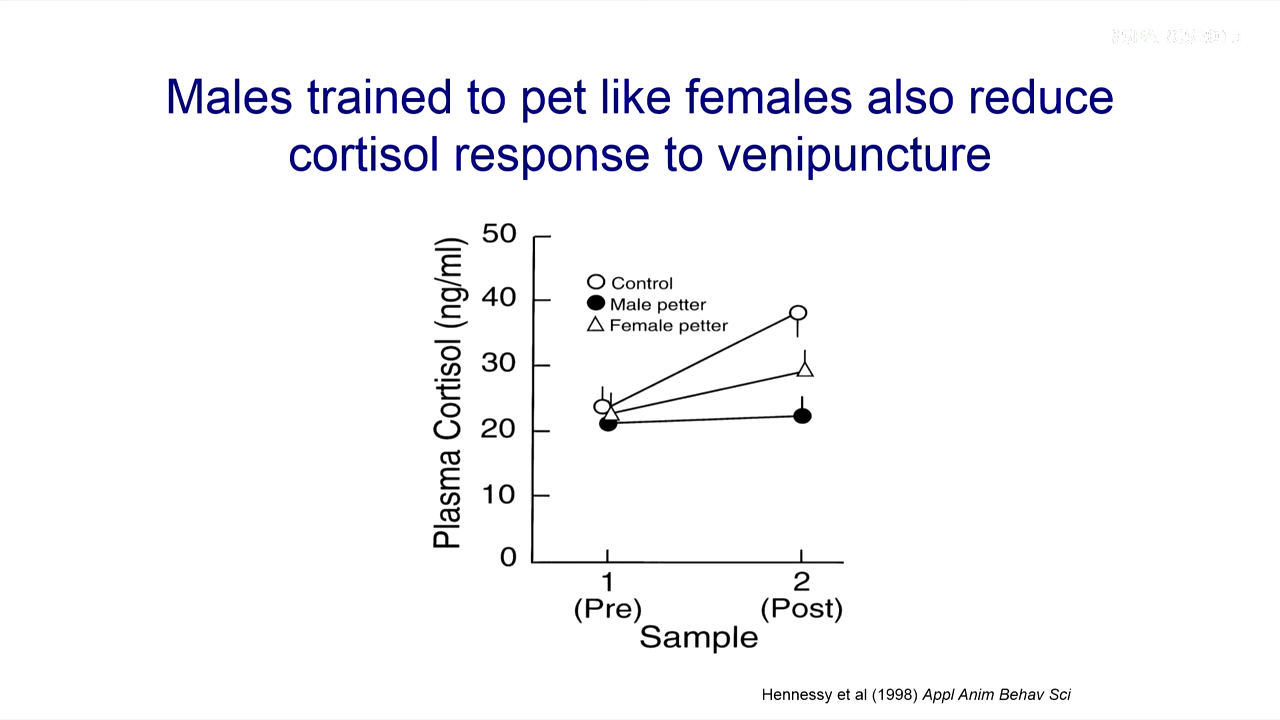 Males trained to pet like females also reduce
cortisol response to venipuncture
Plasma Cortisol (ng/ml)
50
40
30
20
10
0
Control
Male petter
Female petter
1
2
(Pre)
(Post)
Sample
Hennessy et al (1998) Appl Anim Behav Sci